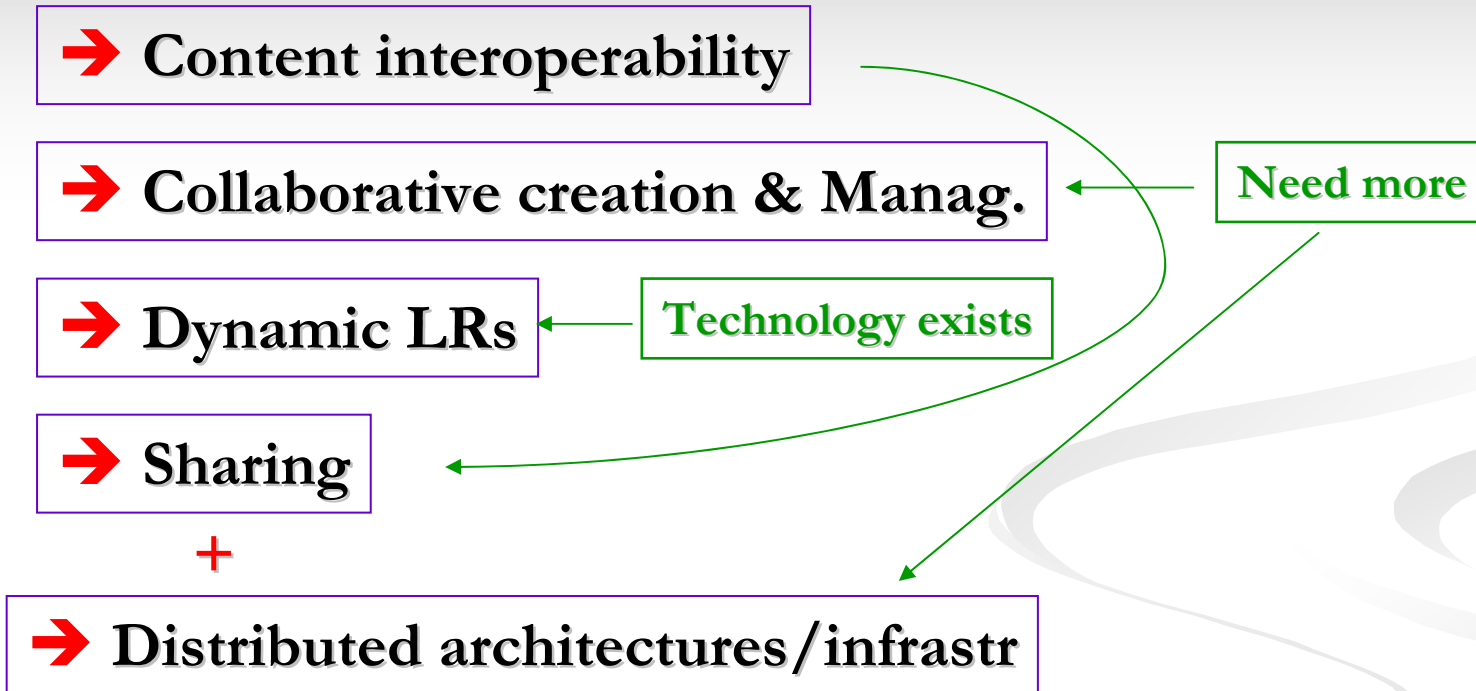 ➔ Content interoperability
➔ Collaborative creation & Manag.
Need more
➔ Dynamic LRs
Technology exists
➔ Sharing
+
➔ Distributed architectures/infrastr